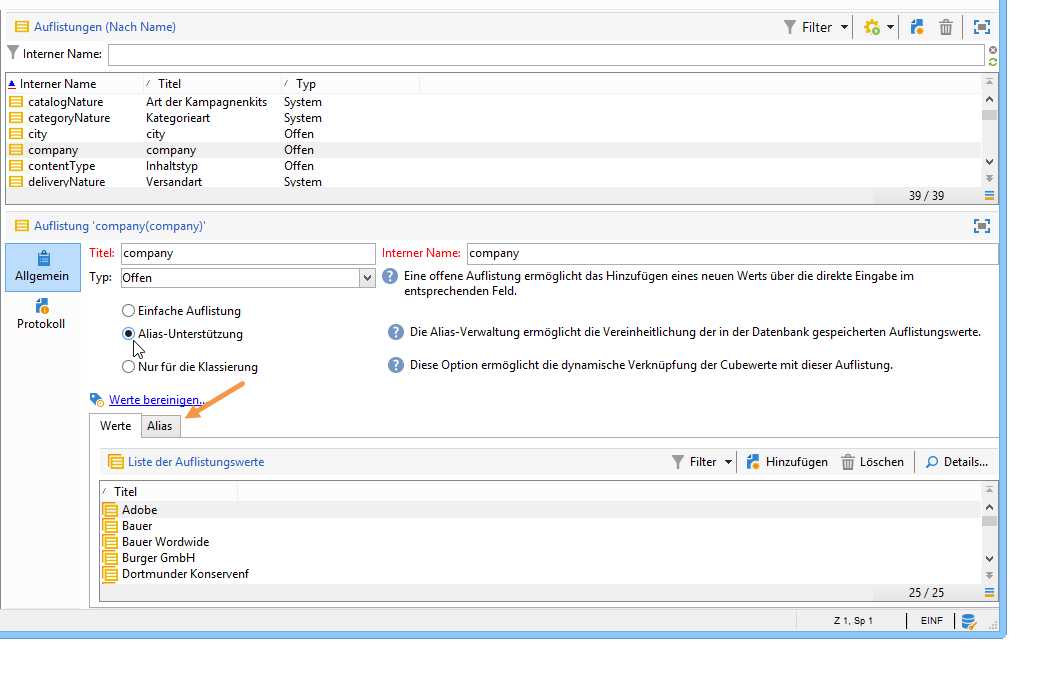 Auflistungen (Nach Name)
Filter
Interner Name:
Interner Name Titel Typ
catalogNature Art der Kampagnenkits System
categoryNature Kategorieart System
city city Offen
company company Offen
contentType Inhaltstyp Offen
deliveryNature Versandart System
39 / 39
Auflistung 'company(company)'
Allgemein
Protokoll
Titel: company Interner Name: company
Typ: Offen
Eine offene Auflistung ermöglicht das Hinzufügen eines neuen Werts über die direkte Eingabe im
entsprechenden Feld.
Einfache Auflistung
Alias-Unterstützung
Die Alias-Verwaltung ermöglicht die Vereinheitlichung der in der Datenbank gespeicherten Auflistungswerte.
Nur für die Klassierung
Diese Option ermöglicht die dynamische Verknüpfung der Cubewerte mit dieser Auflistung.
Werte bereinigen...
Werte Alias
Liste der Auflistungswerte
Filter Hinzufügen Löschen Details...
Titel
Adobe
Bauer
Bauer Wordwide
Burger GmbH
Dortmunder Konservenf
25 / 25
Z 1, Sp 1 EINF